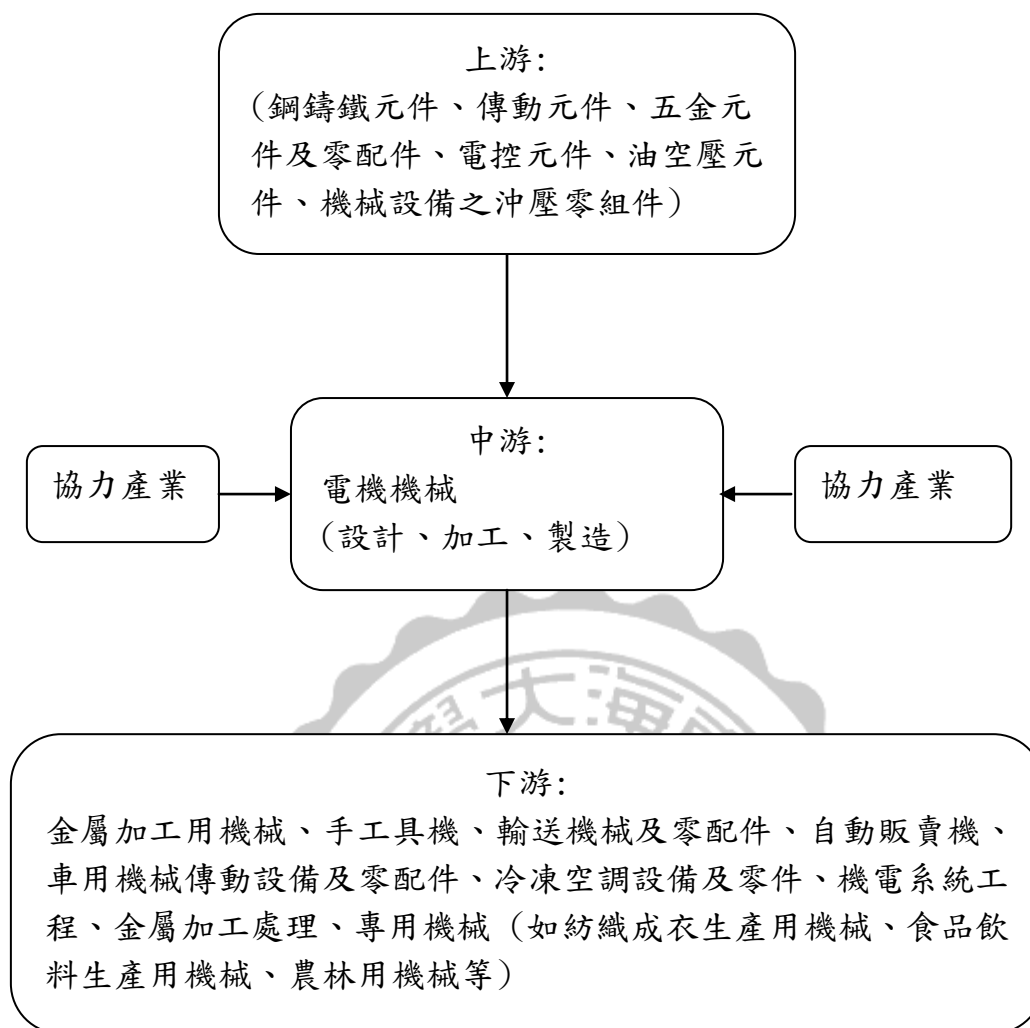 上游:
(鋼鑄鐵元件、傳動元件、五金元
件及零配件、電控元件、油空壓元
件、機械設備之沖壓零組件)
中游:
電機機械
(設計、加工、製造)
協力產業
協力產業
學大海
下游:
金屬加工用機械、手工具機、輸送機械及零配件、自動販賣機、
車用機械傳動設備及零配件、冷凍空調設備及零件、機電系統工
程、金屬加工處理、專用機械(如紡織成衣生產用機械、食品飲
料生產用機械、農林用機械等)